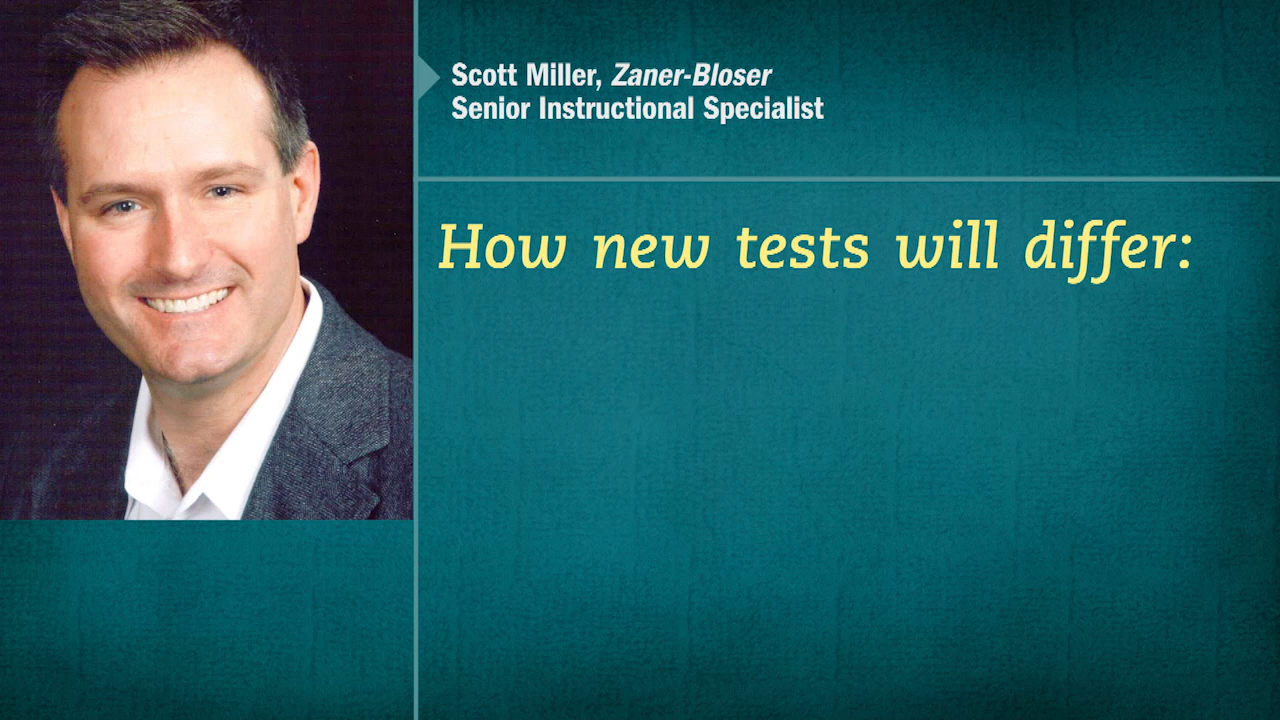 Scott Miller, Zaner-Bloser
Senior Instructional Specialist
How new tests will differ: